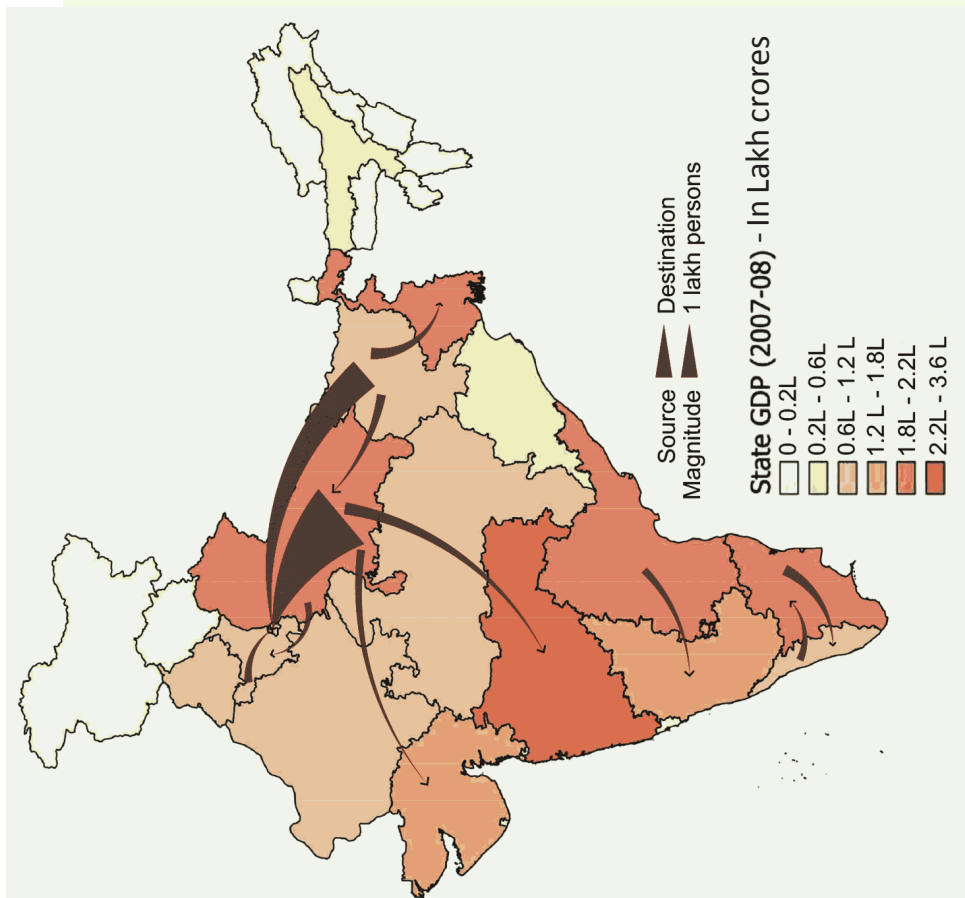 Source Destination
Magnitude 1 lakh persons
State GDP (2007-08) - In Lakh crores
0 - 0.2L
0.2L - 0.6L
0.6L - 1.2 L
1.2 L - 1.8L
1.8L - 2.2L
2.2L - 3.6 L